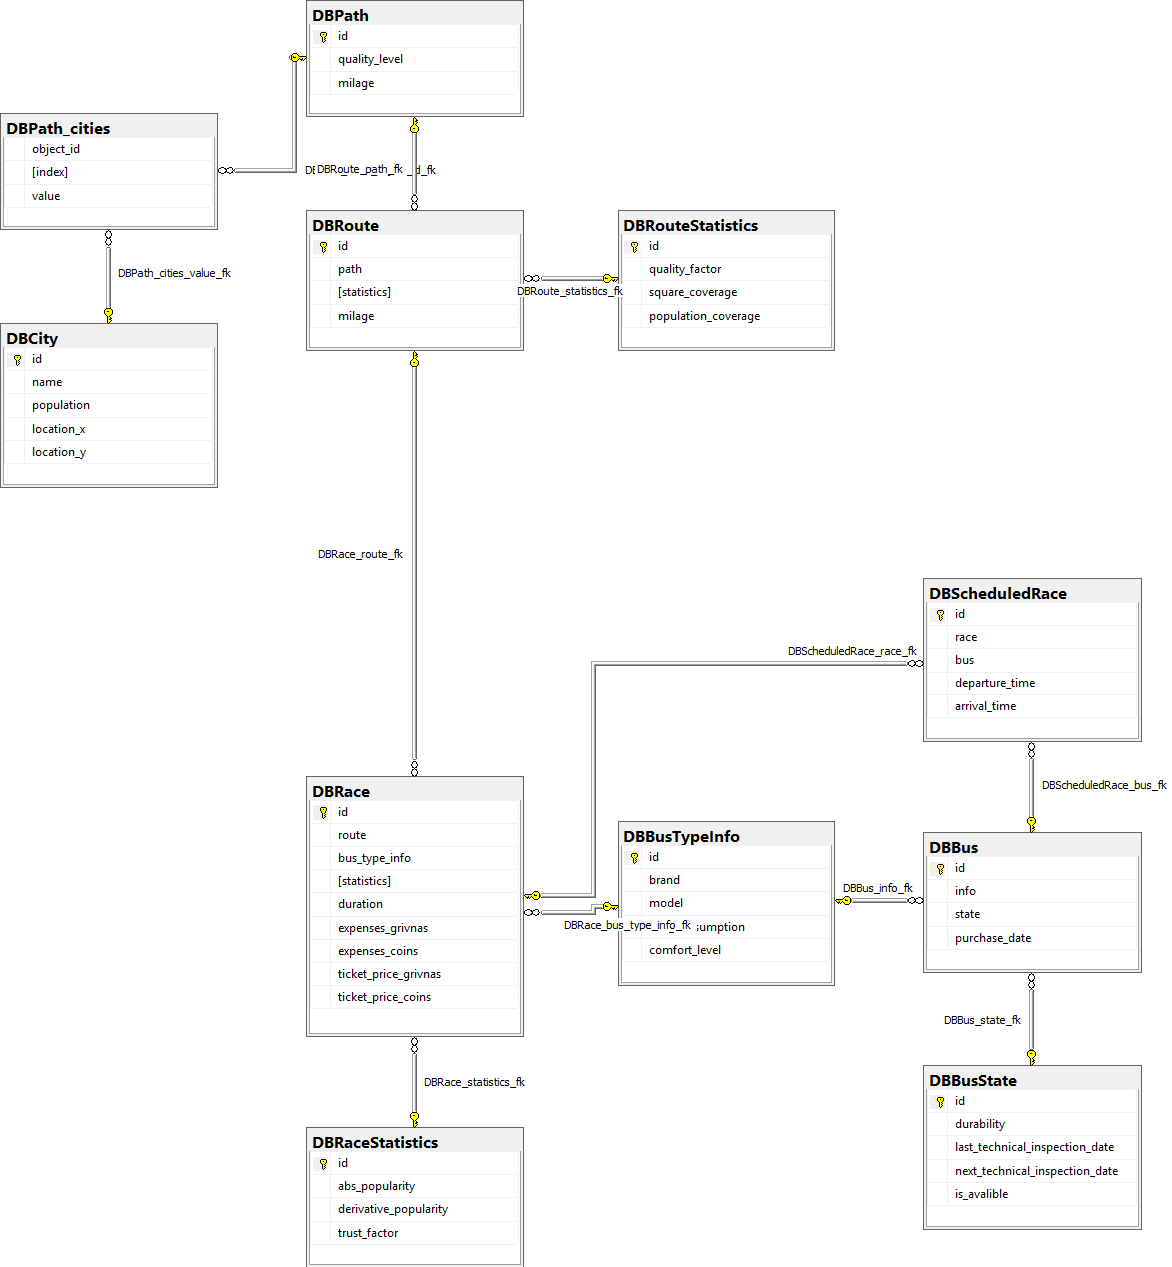 DBPath
id
quality_level
milage
DBPath_cities
object_id
[index]
value
DBRoute_path_fk
DBRoute
id
path
[statistics]
milage
DBRouteStatistics
id
quality_factor
square_coverage
population_coverage
DBRoute_statistics_fk
DBPath_cities_value_fk
DBCity
id
name
population
location_x
location_y
DBRace_route_fk
DBScheduledRace
id
race
bus
departure_time
arrival_time
DBScheduledRace_race_fk
DBScheduledRace_bus_fk
DBRace
id
route
bus_type_info
[statistics]
duration
expenses_grivnas
expenses_coins
ticket_price_grivnas
ticket_price_coins
DBBusTypeInfo
id
brand
model
comfort_level
DBRace_bus_type_info_fk
DBBus_info_fk
DBBus
id
info
state
purchase_date
DBBus_state_fk
DBBusState
id
durability
last_technical_inspection_date
next_technical_inspection_date
is_avalible
DBRace_statistics_fk
DBRaceStatistics
id
abs_popularity
derivative_popularity
trust_factor